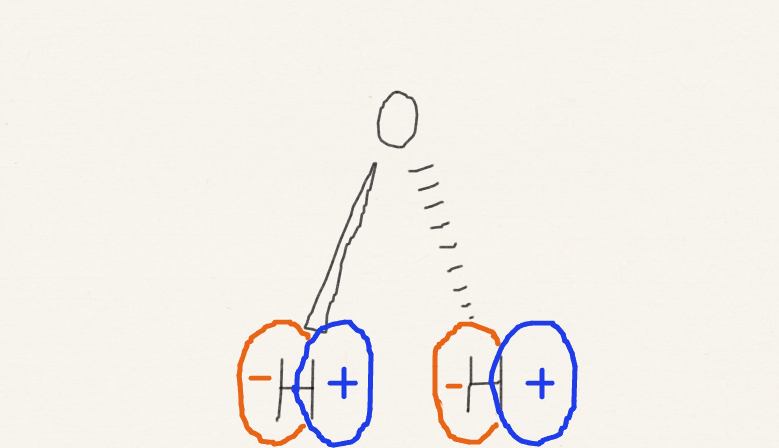 O
- H + - H +